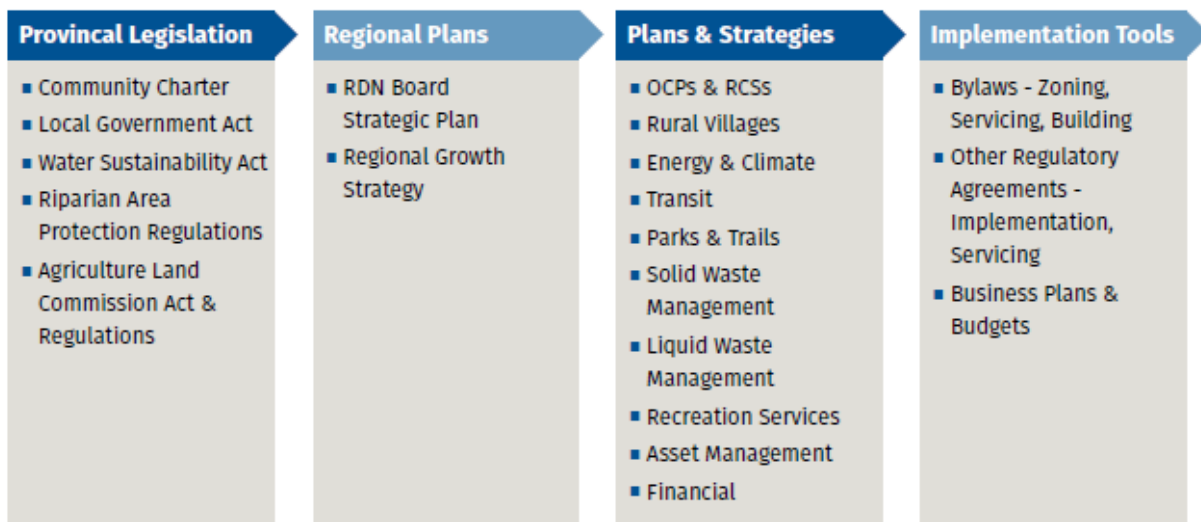 Provincal Legislation
Community Charter
Local Government Act
Water Sustainability Act
Riparian Area
Protection Regulations
Agriculture Land
Commission Act &
Regulations
Regional Plans
RDN Board
Strategic Plan
Regional Growth
Strategy
Plans & Strategies
OCPs & RCSs
Rural Villages
Energy & Climate
Transit
Parks & Trails
Solid Waste
Management
Liquid Waste
Management
Recreation Services
Asset Management
Financial
Implementation Tools
Bylaws - Zoning,
Servicing, Building
Other Regulatory
Agreements -
Implementation,
Servicing
Business Plans &
Budgets